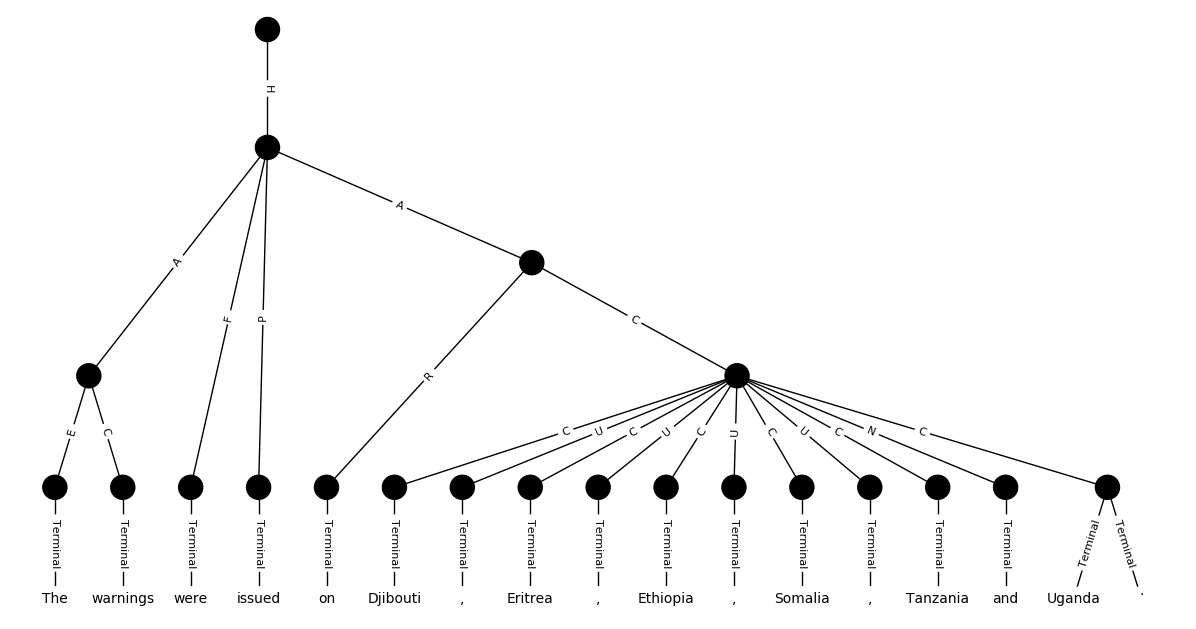 H
A
A
F
P
C
R
E
C
C
U
C
U
C
U
C
U
C
N
C
Terminal Terminal Terminal Terminal Terminal Terminal Terminal Terminal Terminal Terminal Terminal Terminal Terminal Terminal Terminal Terminal Terminal
The warnings were issued on Djibouti , Eritrea , Ethiopia , Somalia , Tanzania and Uganda .